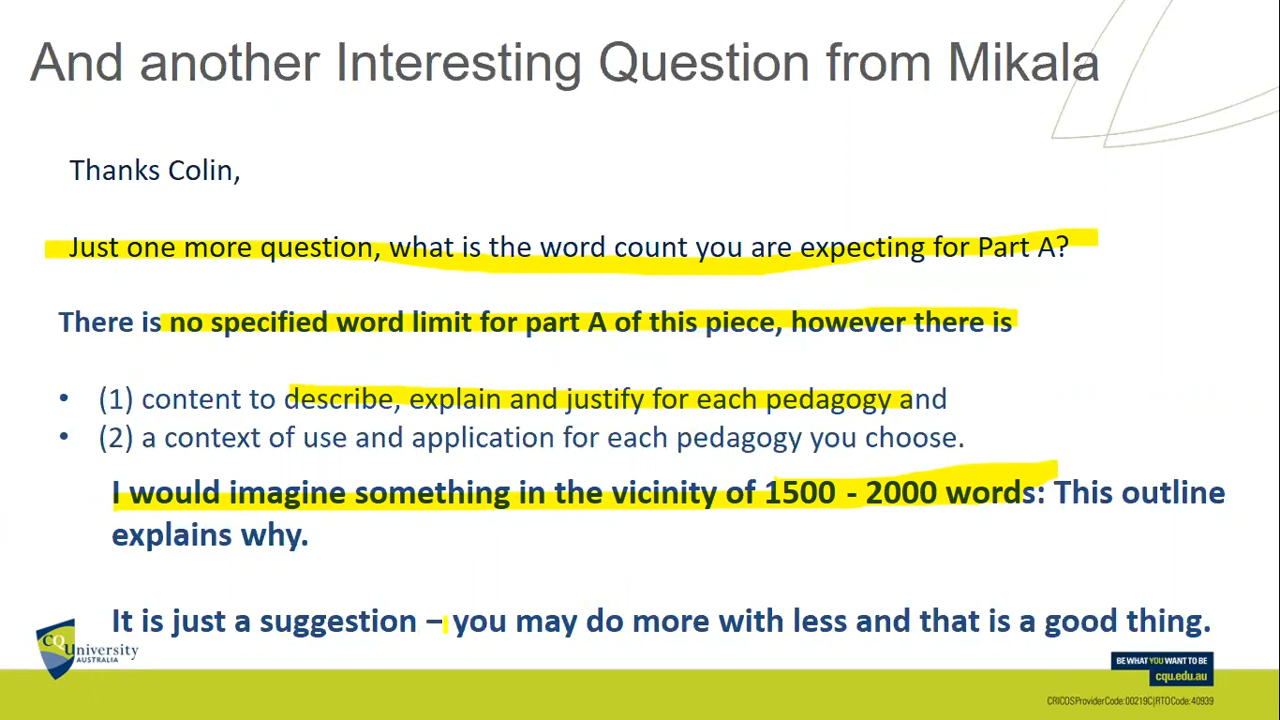 And another Interesting Question from Mikala
Thanks Colin,
Just one more question, what is the word count you are expecting for Part A?
There is no specified word limit for part A of this piece, however there is
• (1) content to describe, explain and justify for each pedagogy and
• (2) a context of use and application for each pedagogy you choose.
I would imagine something in the vicinity of 1500 - 2000 words: This outline
explains why.
It is just a suggestion – you may do more with less and that is a good thing.
CQUniversity
AUSTRALIA
BE WHAT YOU WANT TO BE
cqu.edu.au
CRICOSProviderCode:00219C|RTOCode:40939